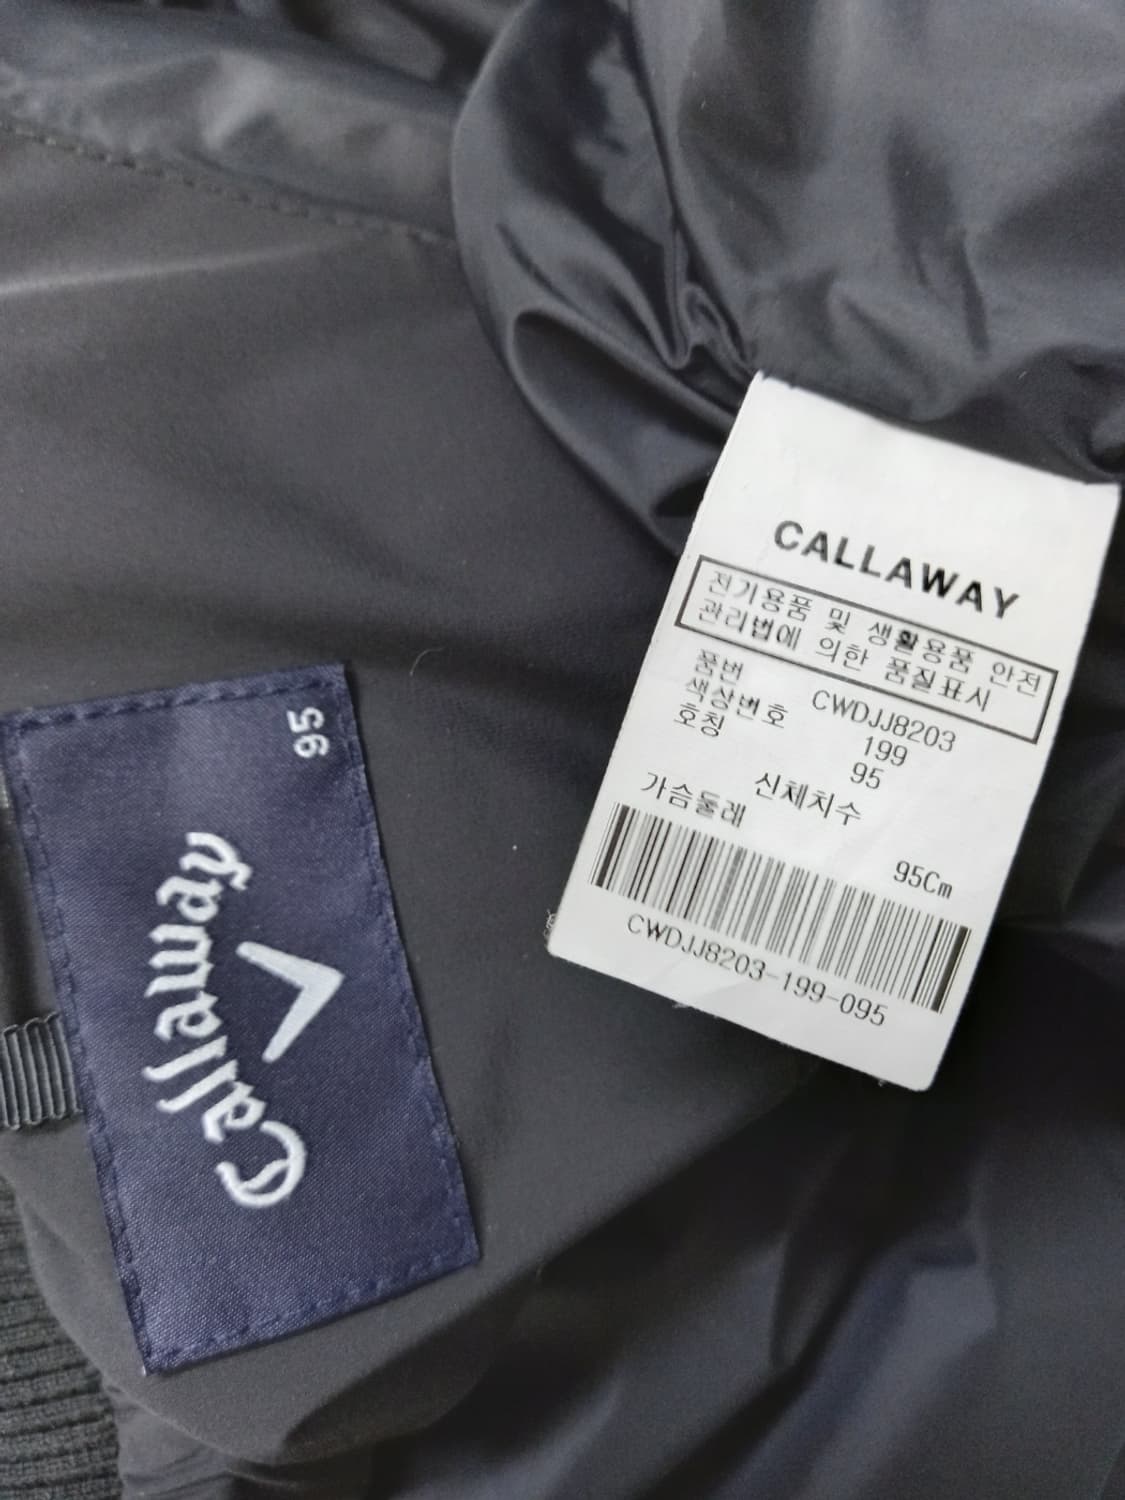 CALLAWAY
전기용품 및 생활용품 안전
관리법에 의한 품질표시
품번 CWDJJ8203
색상번호 199
호칭 95
신체치수
가슴둘레 95Cm
CWDJJ8203-199-095
95
Callaway